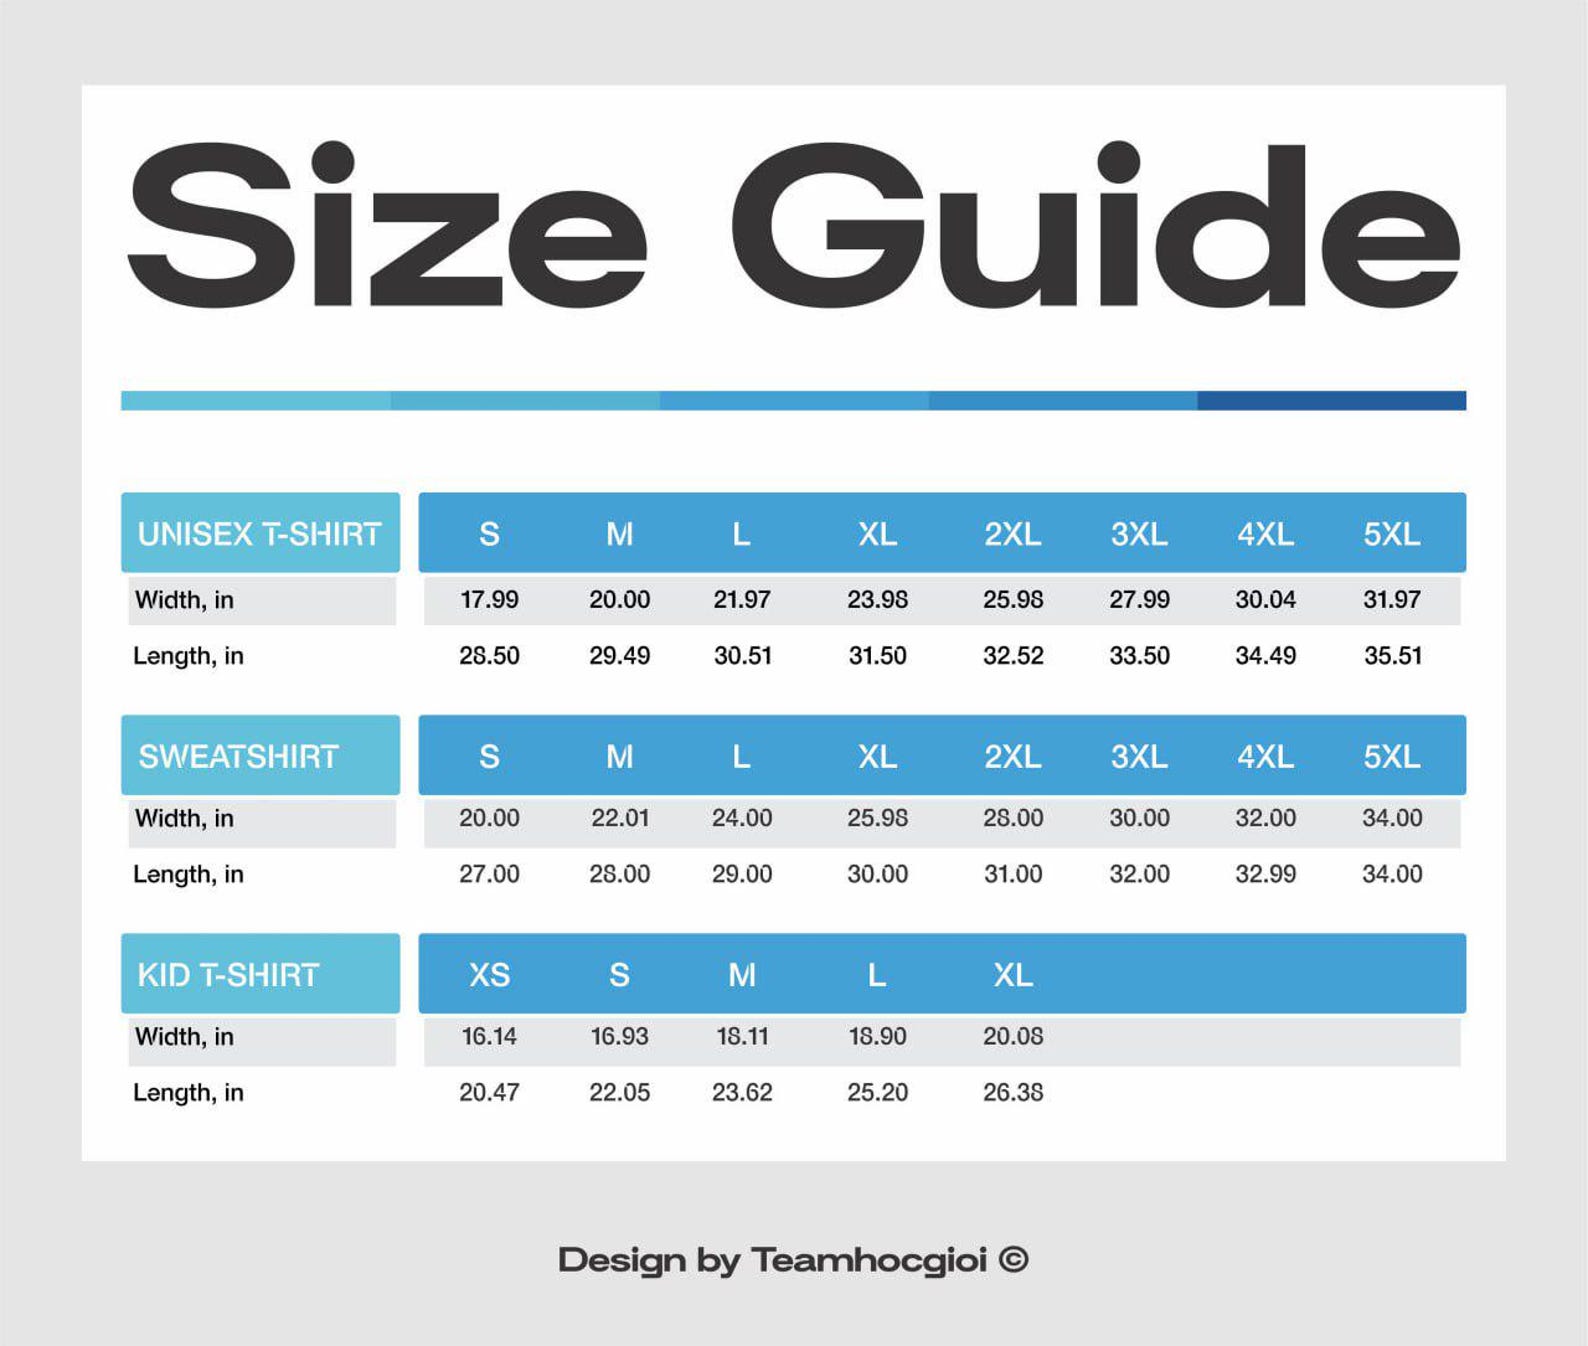 Size Guide
UNISEX T-SHIRT S M L XL 2XL 3XL 4XL 5XL
Width, in 17.99 20.00 21.97 23.98 25.98 27.99 30.04 31.97
Length, in 28.50 29.49 30.51 31.50 32.52 33.50 34.49 35.51
SWEATSHIRT S M L XL 2XL 3XL 4XL 5XL
Width, in 20.00 22.01 24.00 25.98 28.00 30.00 32.00 34.00
Length, in 27.00 28.00 29.00 30.00 31.00 32.00 32.99 34.00
KID T-SHIRT XS S M L XL
Width, in 16.14 16.93 18.11 18.90 20.08
Length, in 20.47 22.05 23.62 25.20 26.38
Design by Teamhocgioi ©